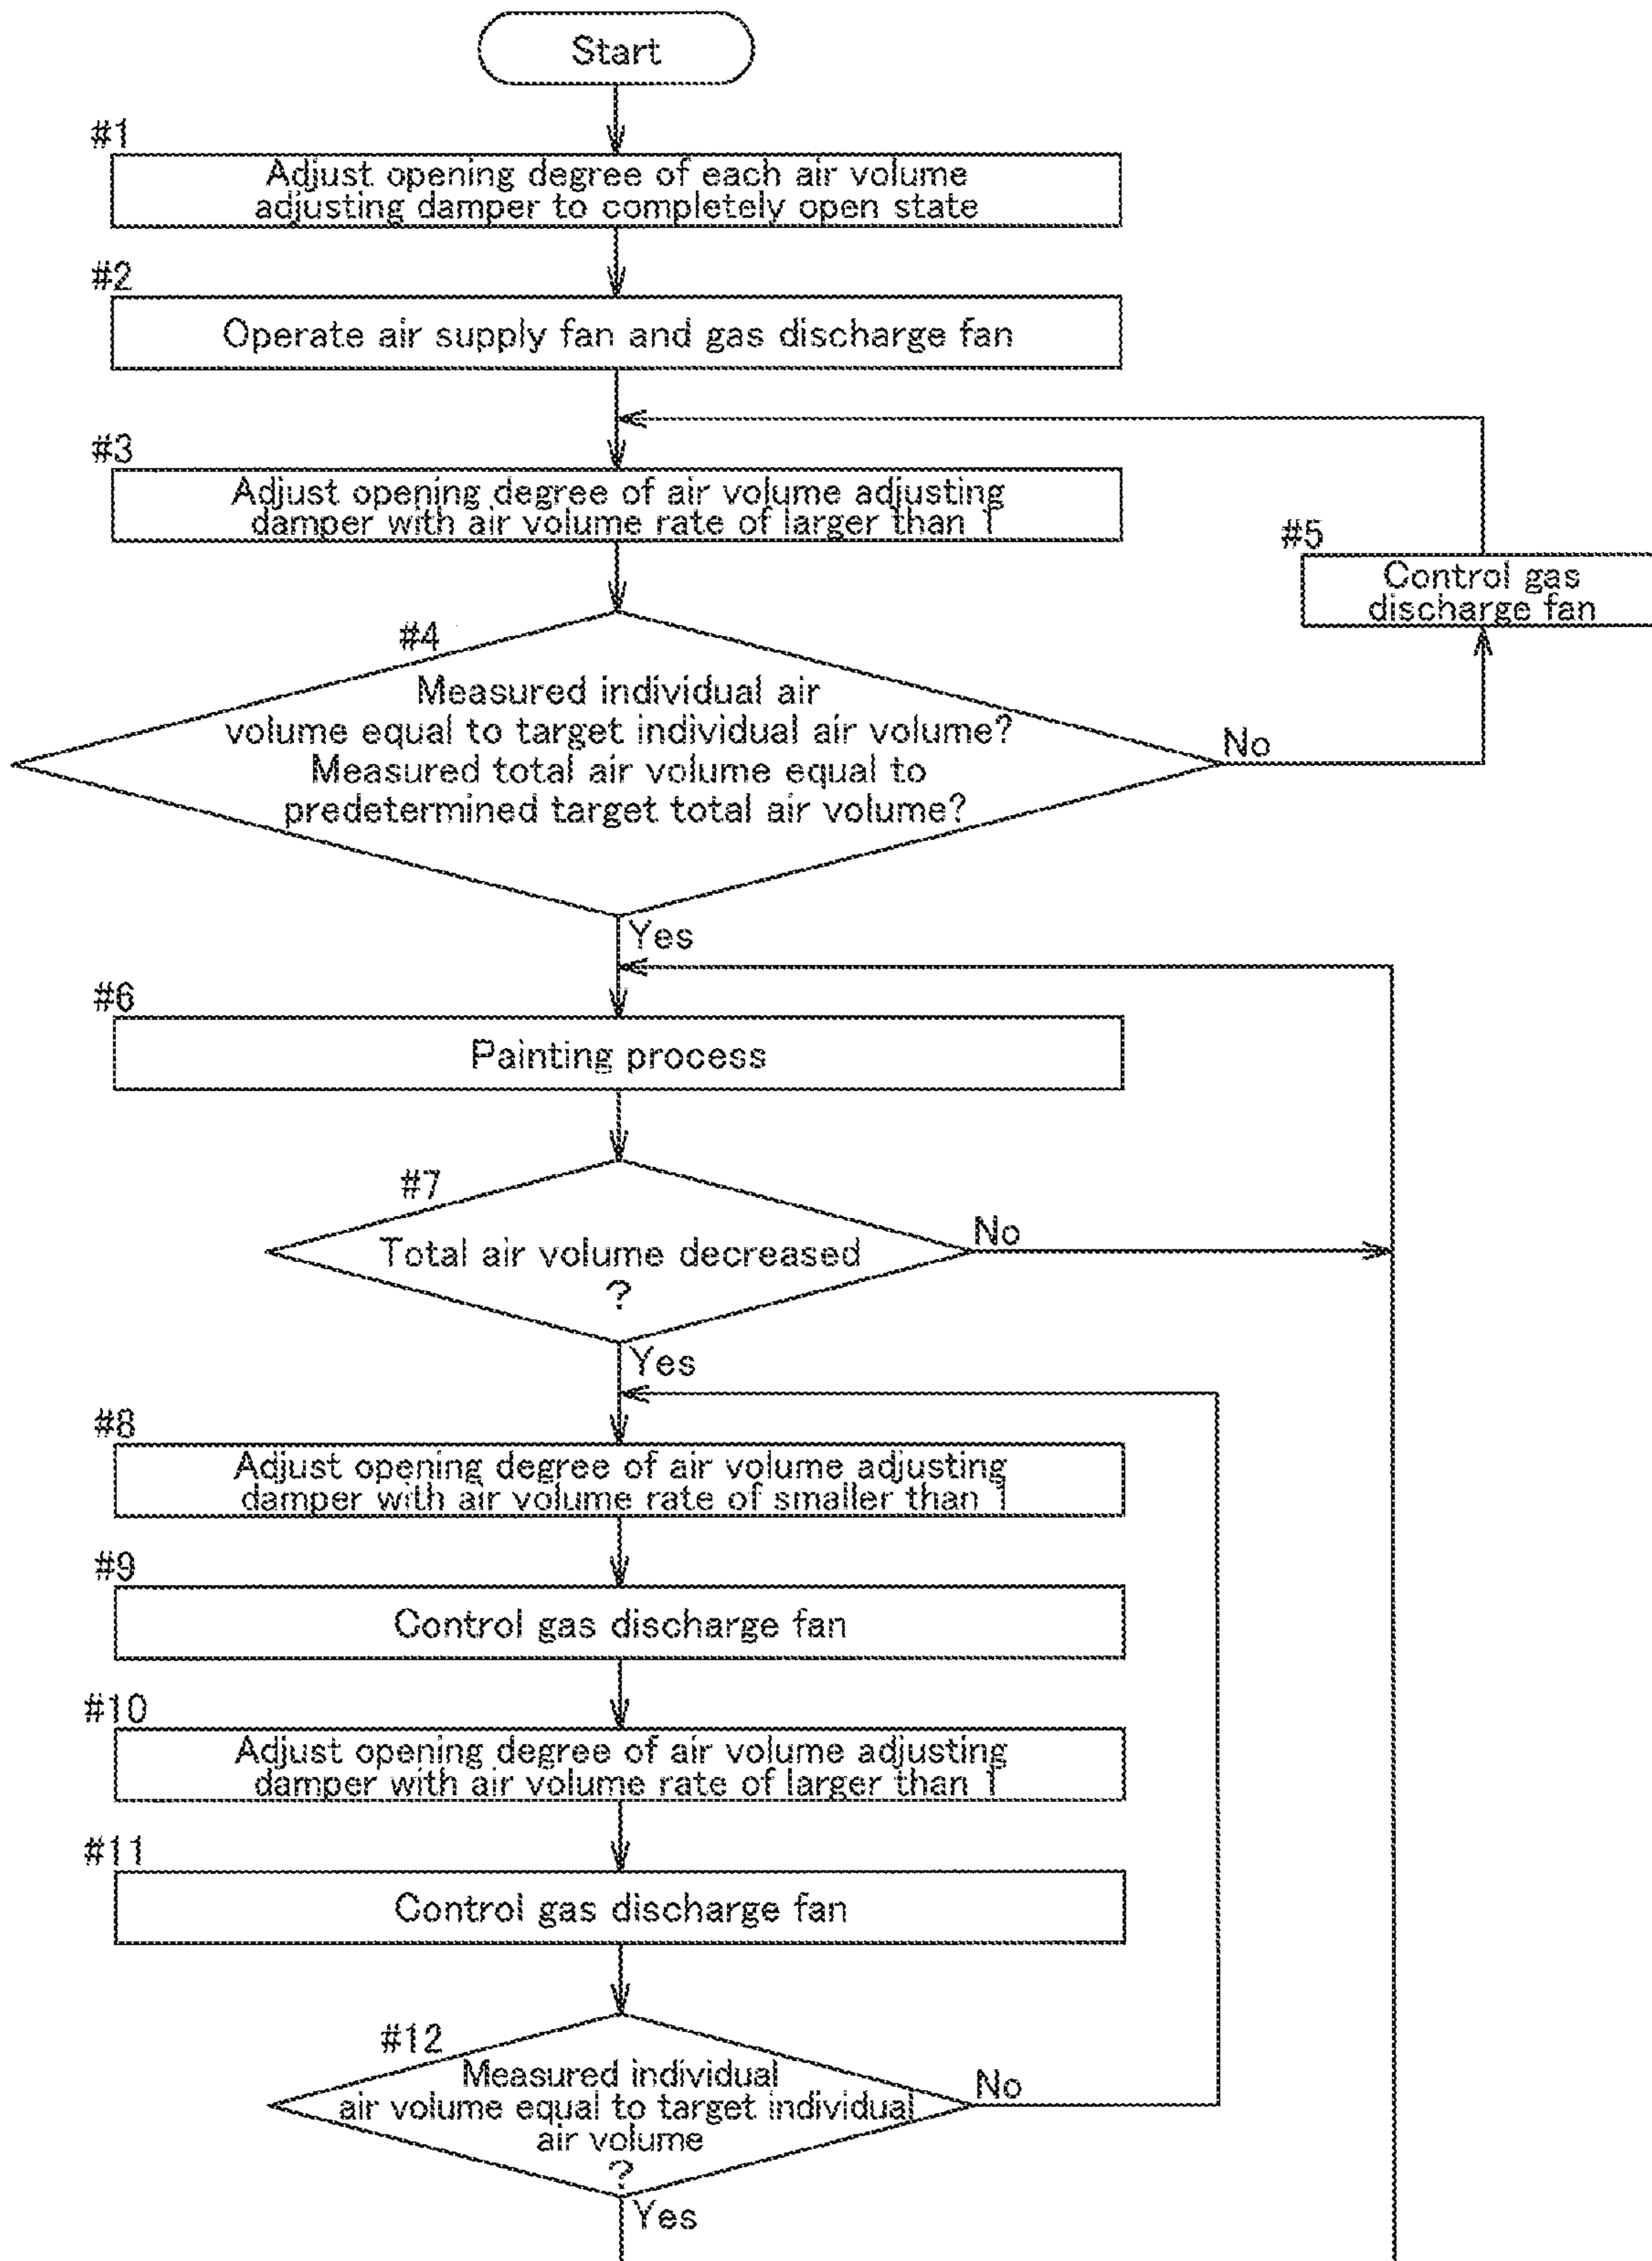 Start
#1
Adjust opening degree of each air volume
adjusting damper to completely open state
#2
Operate air supply fan and gas discharge fan
#3
Adjust opening degree of air volume adjusting
damper with air volume rate of larger than 1
#5
Control gas
discharge fan
#4
Measured individual air
volume equal to target individual air volume?
Measured total air volume equal to
predetermined target total air volume?
No
Yes
#6
Painting process
#7
Total air volume decreased
?
No
Yes
#8
Adjust opening degree of air volume adjusting
damper with air volume rate of smaller than 1
#9
Control gas discharge fan
#10
Adjust opening degree of air volume adjusting
damper with air volume rate of larger than 1
#11
Control gas discharge fan
#12
Measured individual
air volume equal to target individual
air volume
?
No
Yes